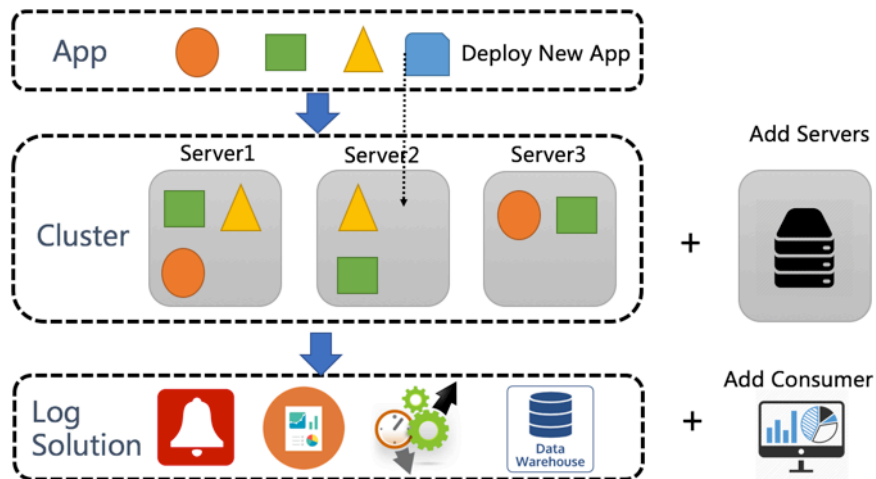 App
Deploy New App
Server1
Server2
Server3
Add Servers
Cluster
+
Add Consumer
Log
Solution
Data
Warehouse
+